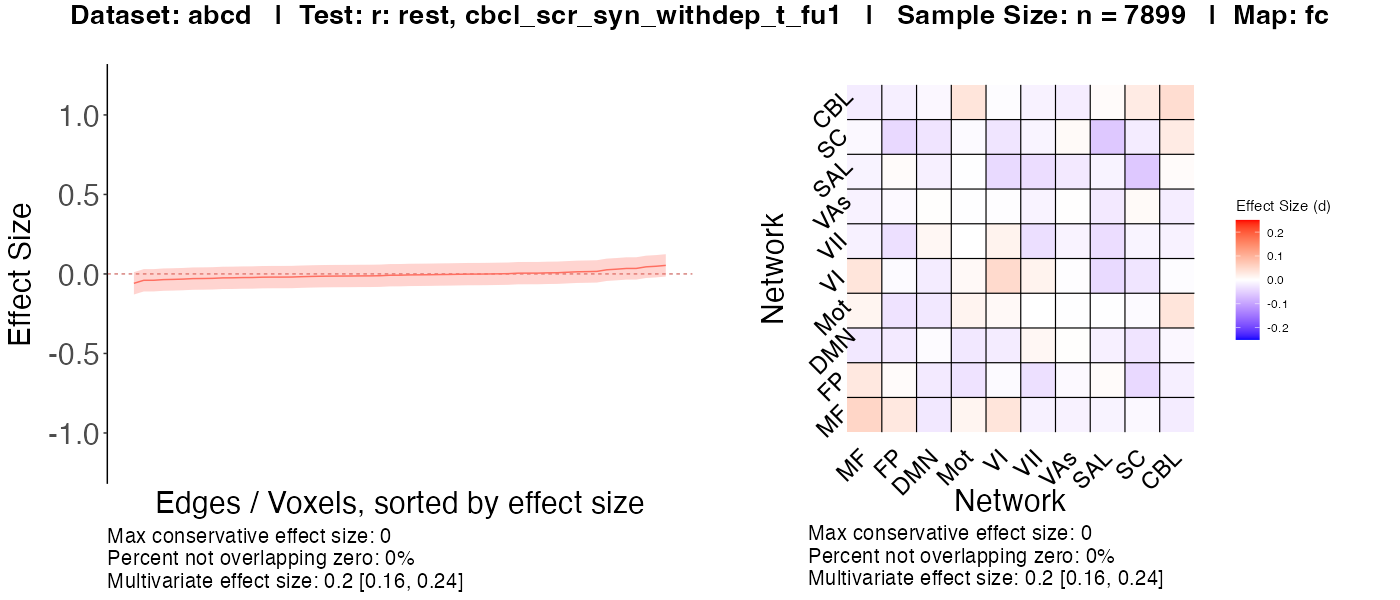 Dataset: abcd | Test: r: rest, cbcl_scr_syn_withdep_t_fu1 | Sample Size: n = 7899 | Map: fc
Effect Size
1.0
0.5
0.0
-0.5
-1.0
Edges / Voxels, sorted by effect size
Max conservative effect size: 0
Percent not overlapping zero: 0%
Multivariate effect size: 0.2 [0.16, 0.24]
Network
CBL
SC
SAL
VAs
VII
VI
Mot
DMN
FP
MF
MF FP DMN Mot VI VII VAs SAL SC CBL
Network
Max conservative effect size: 0
Percent not overlapping zero: 0%
Multivariate effect size: 0.2 [0.16, 0.24]
Effect Size (d)
0.2
0.1
0.0
-0.1
-0.2